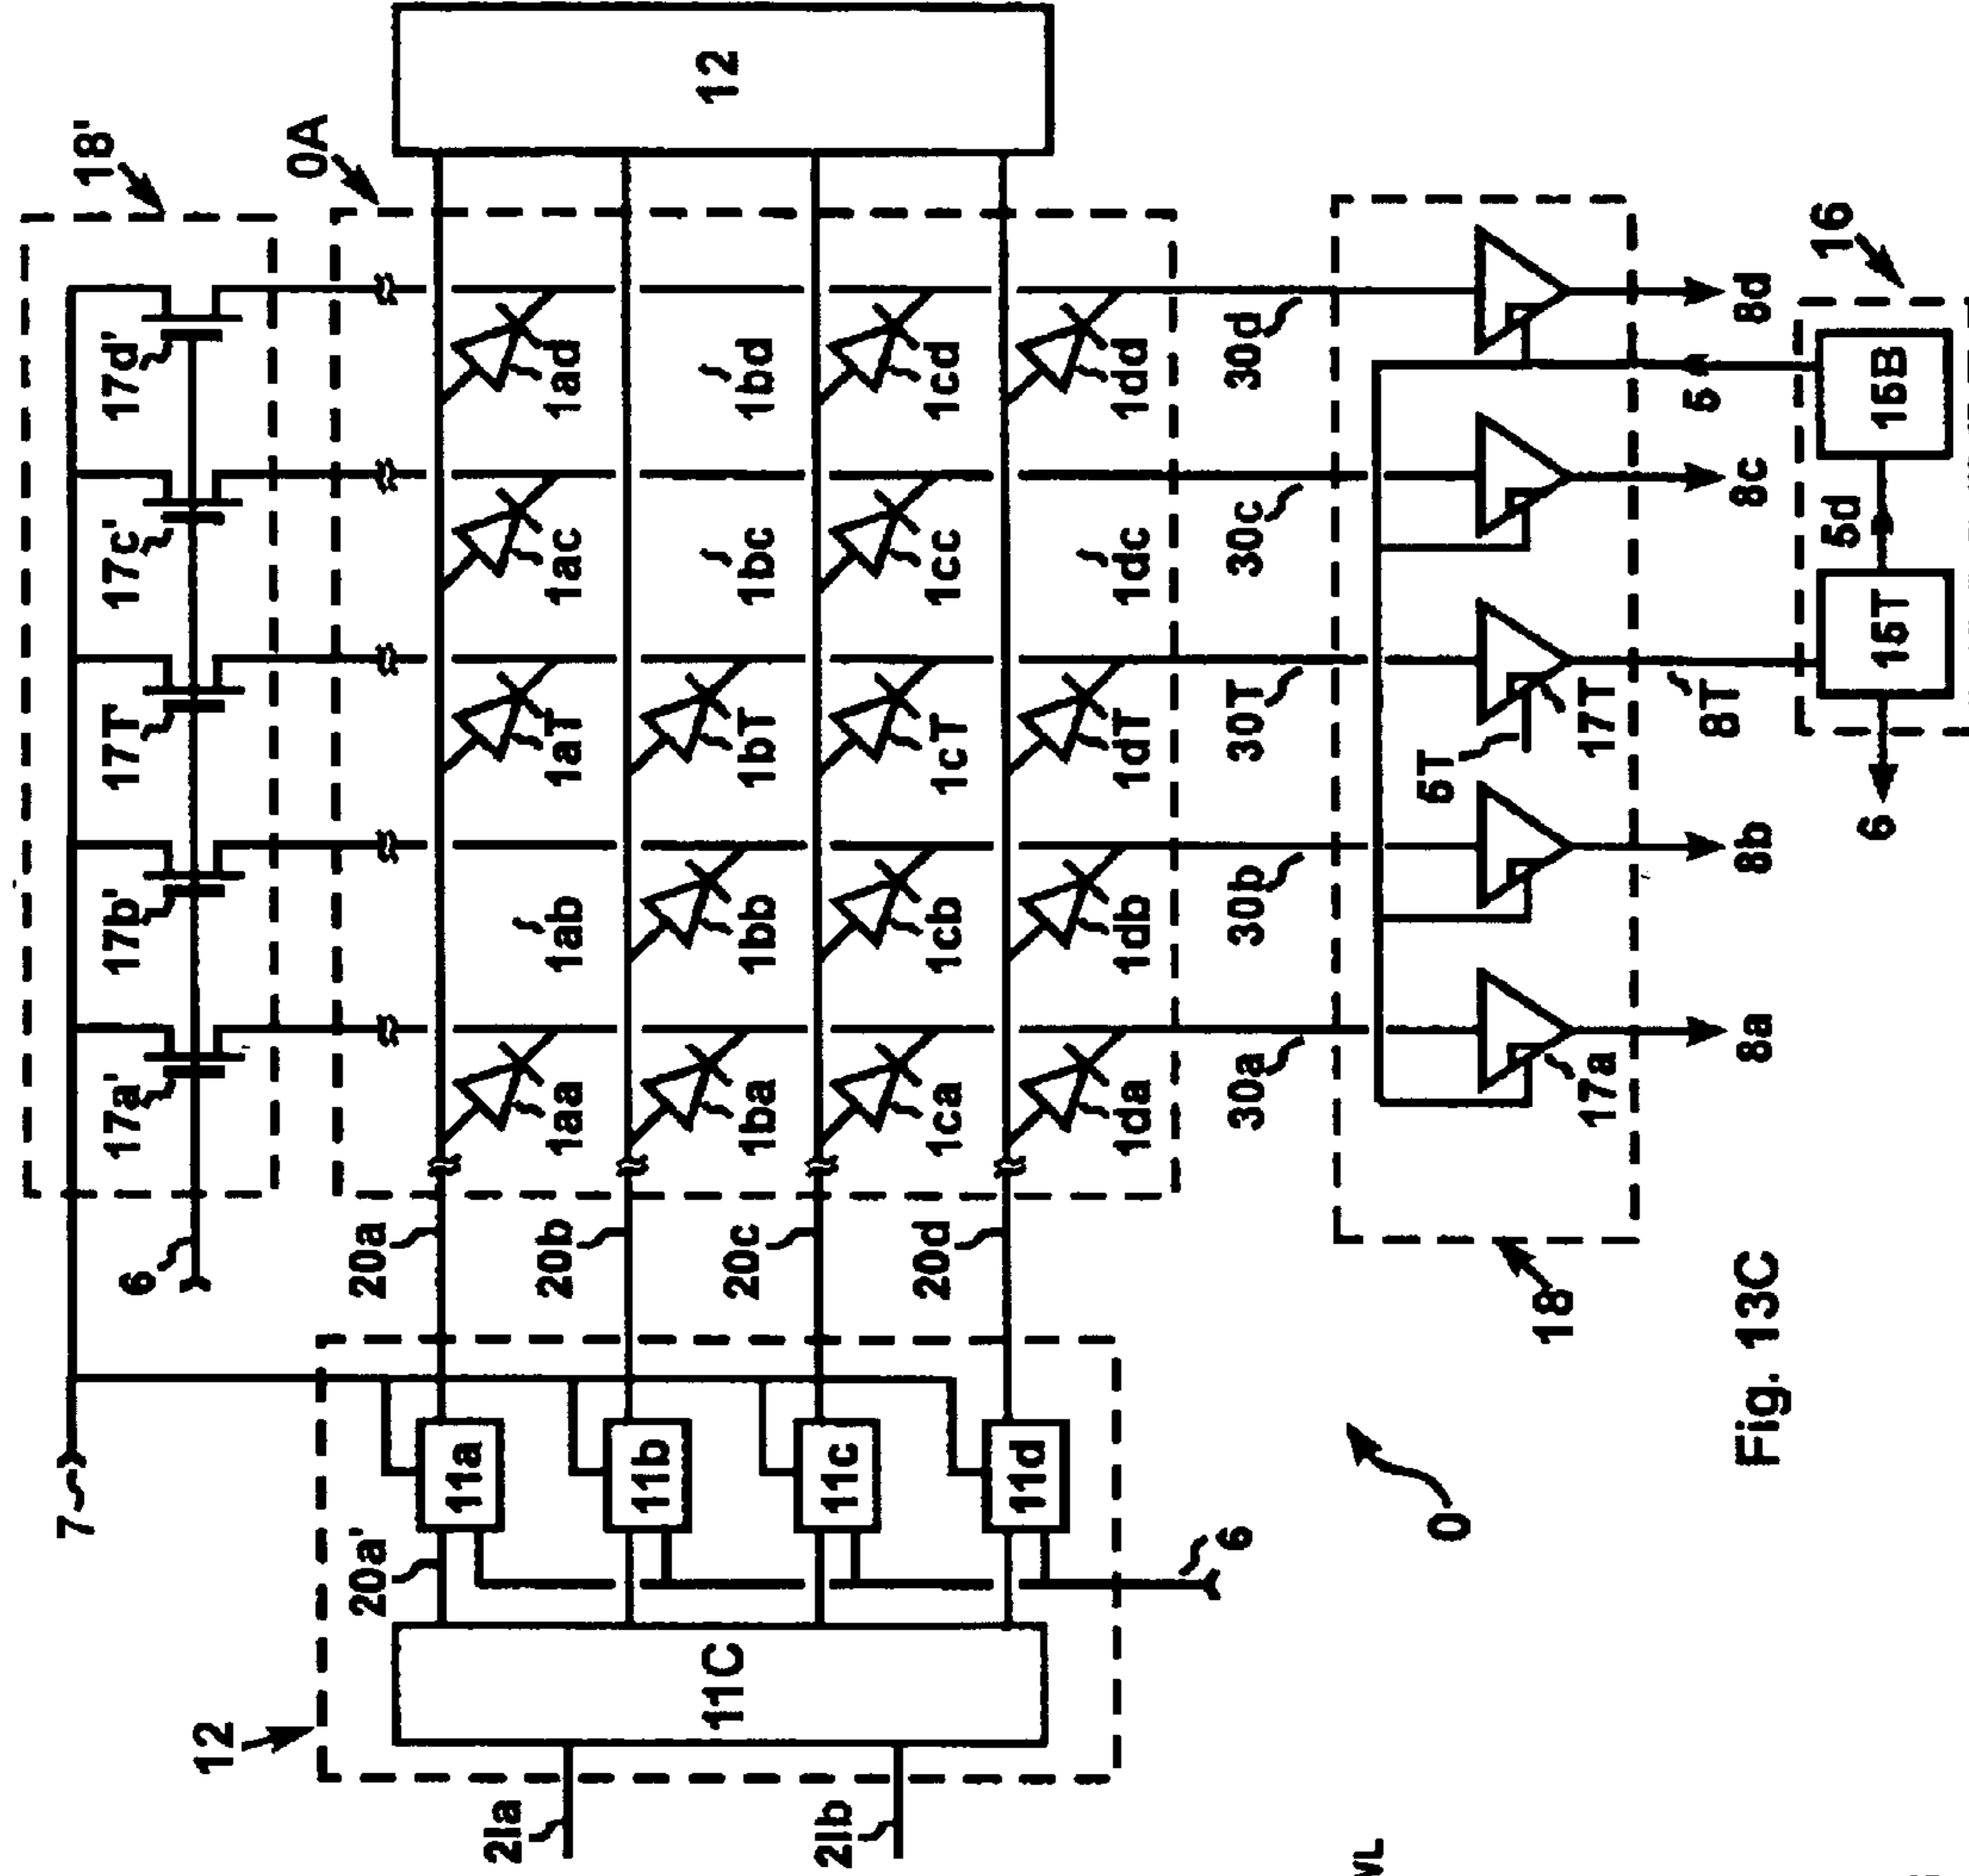 18'
0A
17a'
17b'
17T'
17c'
17d'
7
6
12
20a'
20a
20b
20c
20d
11a
11b
11c
11d
11C
2Ia
2Ib
6
12
1aa
1ab
1aT
1ac
1ad
1ba
1bb
1bT
1bc
1bd
1ca
1cb
1cT
1cc
1cd
1da
1db
1dT
1dc
1dd
30a
30b
30T
30c
30d
5T
17a
17T
18
0
8a
8b
8T
8c
8d
5
16
6
15T
5d
15B
Fig. 13C
WL